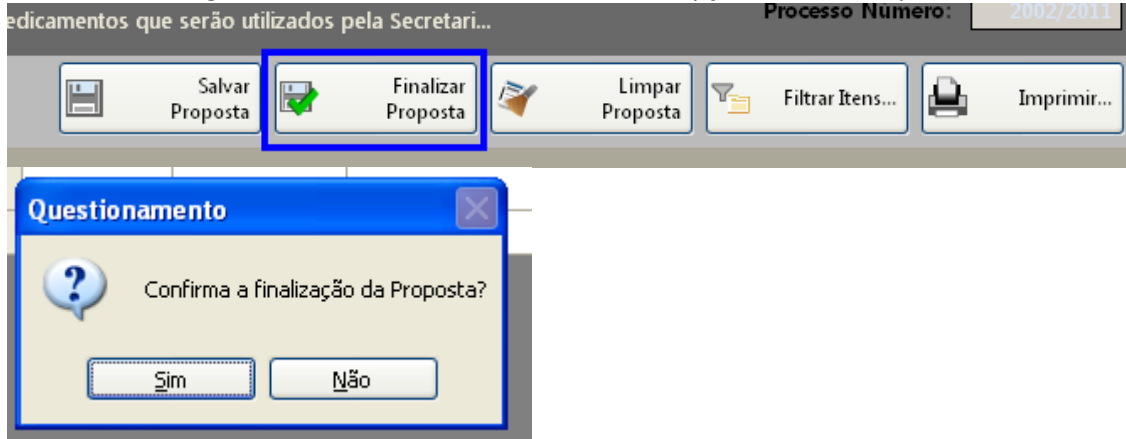 edicamentos que serão utilizados pela Secretari...
Processo Número: 2002/2011
Salvar
Proposta
Finalizar
Proposta
Limpar
Proposta
Filtrar Itens...
Imprimir...
Questionamento
Confirma a finalização da Proposta?
Sim
Não